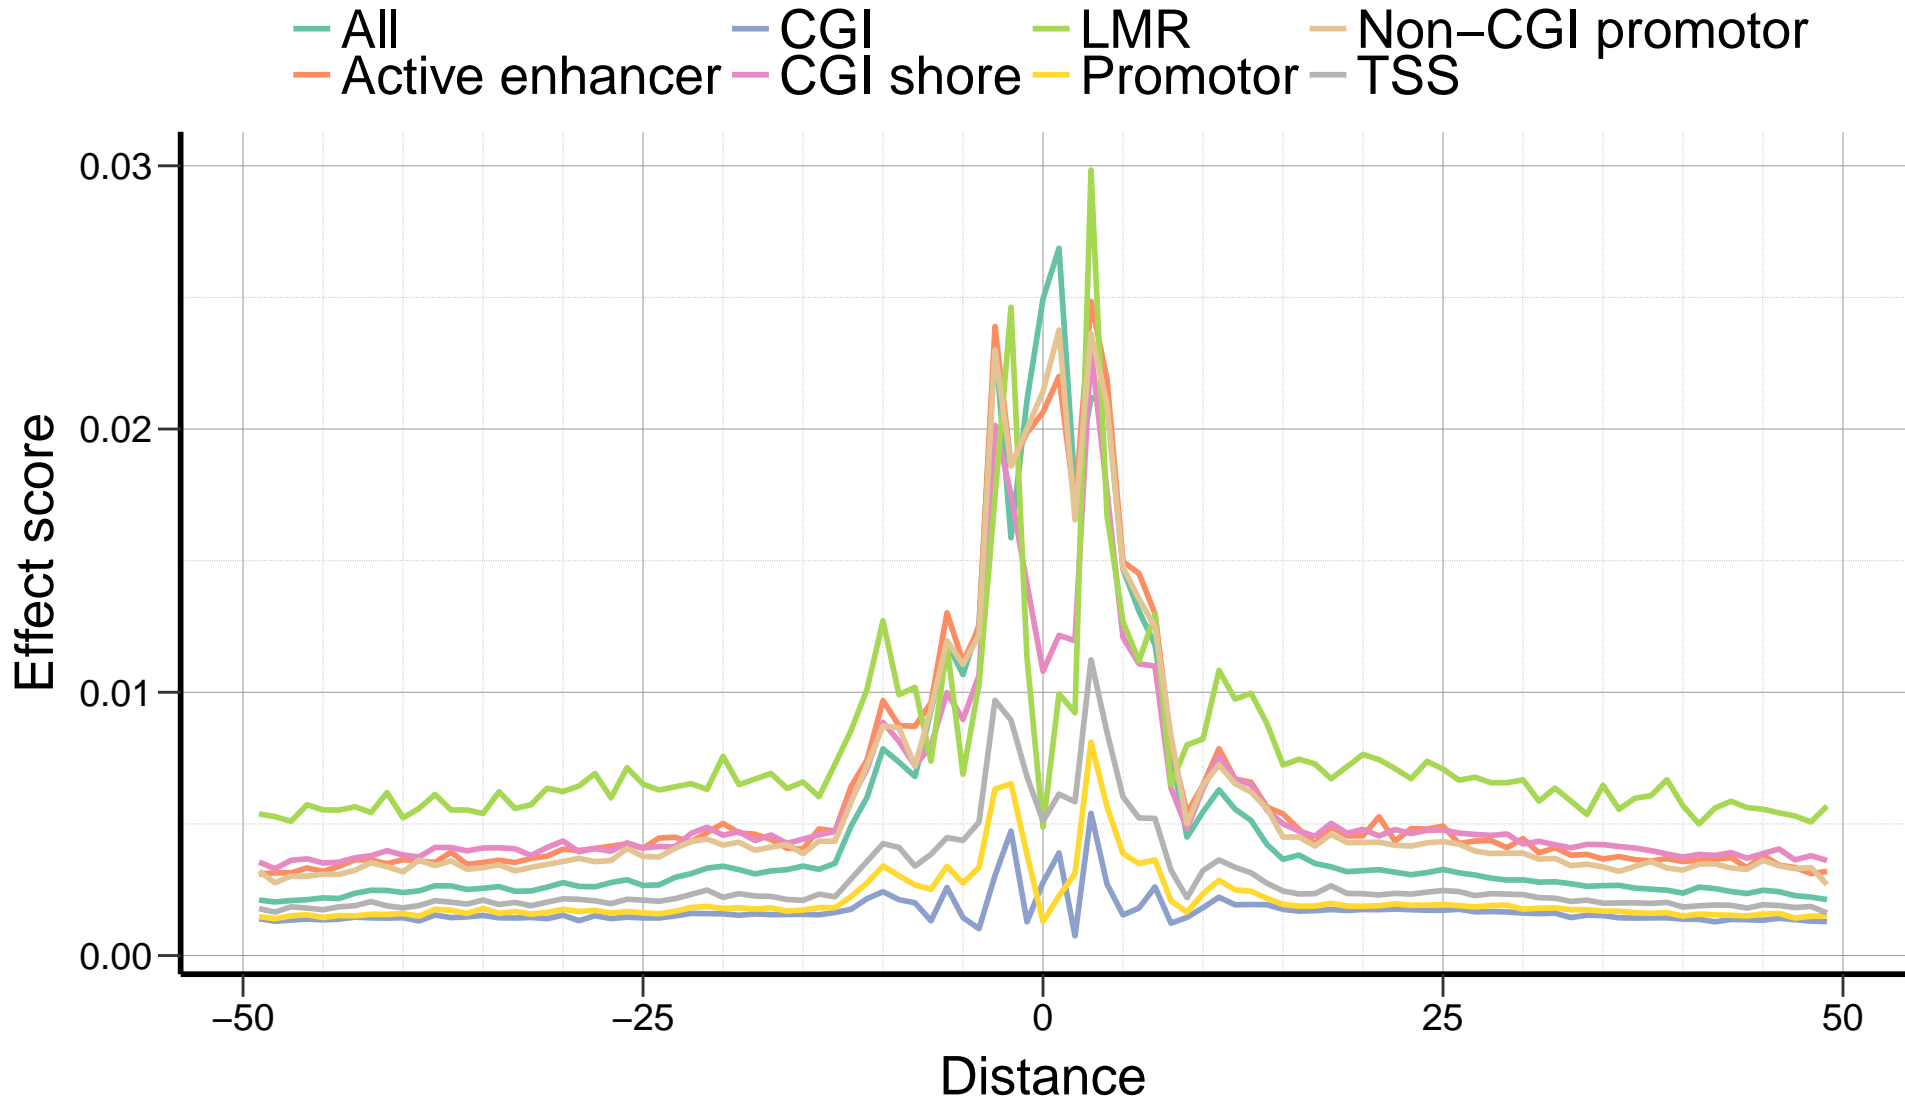 All CGI LMR Non−CGI promotor
Active enhancer CGI shore Promotor TSS
0.03
0.02
0.01
0.00
Effect score
−50 −25 0 25 50
Distance